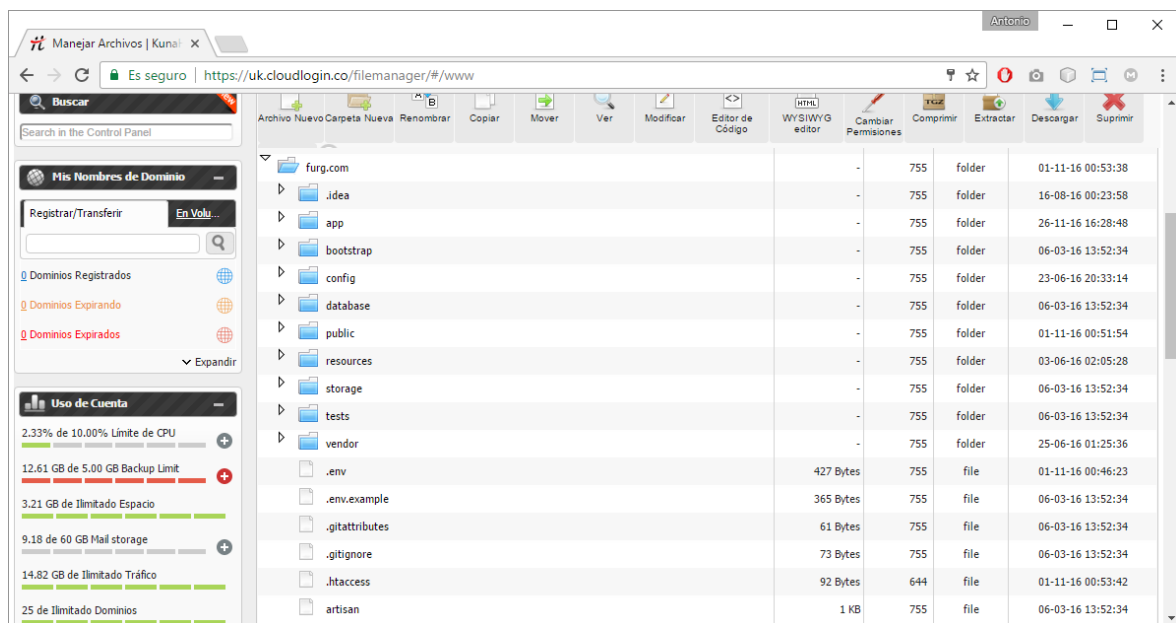 Antonio
Manejar Archivos | Kuna
Es seguro | https://uk.cloudlogin.co/filemanager/#/www
Buscar
Search in the Control Panel
Archivo Nuevo Carpeta Nueva Renombrar Copiar Mover Ver Modificar Editor de Código WYSIWYG editor Cambiar Permisiones Comprimir Extractar Descargar Suprimir
Mis Nombres de Dominio
Registrar/Transferir En Volu...
0 Dominios Registrados
0 Dominios Expirando
0 Dominios Expirados
Expandir
Uso de Cuenta
2.33% de 10.00% Límite de CPU
12.61 GB de 5.00 GB Backup Limit
3.21 GB de Ilimitado Espacio
9.18 de 60 GB Mail storage
14.82 GB de Ilimitado Tráfico
25 de Ilimitado Dominios
furg.com - 755 folder 01-11-16 00:53:38
.idea - 755 folder 16-08-16 00:23:58
app - 755 folder 26-11-16 16:28:48
bootstrap - 755 folder 06-03-16 13:52:34
config - 755 folder 23-06-16 20:33:14
database - 755 folder 06-03-16 13:52:34
public - 755 folder 01-11-16 00:51:54
resources - 755 folder 03-06-16 02:05:28
storage - 755 folder 06-03-16 13:52:34
tests - 755 folder 06-03-16 13:52:34
vendor - 755 folder 25-06-16 01:25:36
.env 427 Bytes 755 file 01-11-16 00:46:23
.env.example 365 Bytes 755 file 06-03-16 13:52:34
.gitattributes 61 Bytes 755 file 06-03-16 13:52:34
.gitignore 73 Bytes 755 file 06-03-16 13:52:34
.htaccess 92 Bytes 644 file 01-11-16 00:53:42
artisan 1 KB 755 file 06-03-16 13:52:34